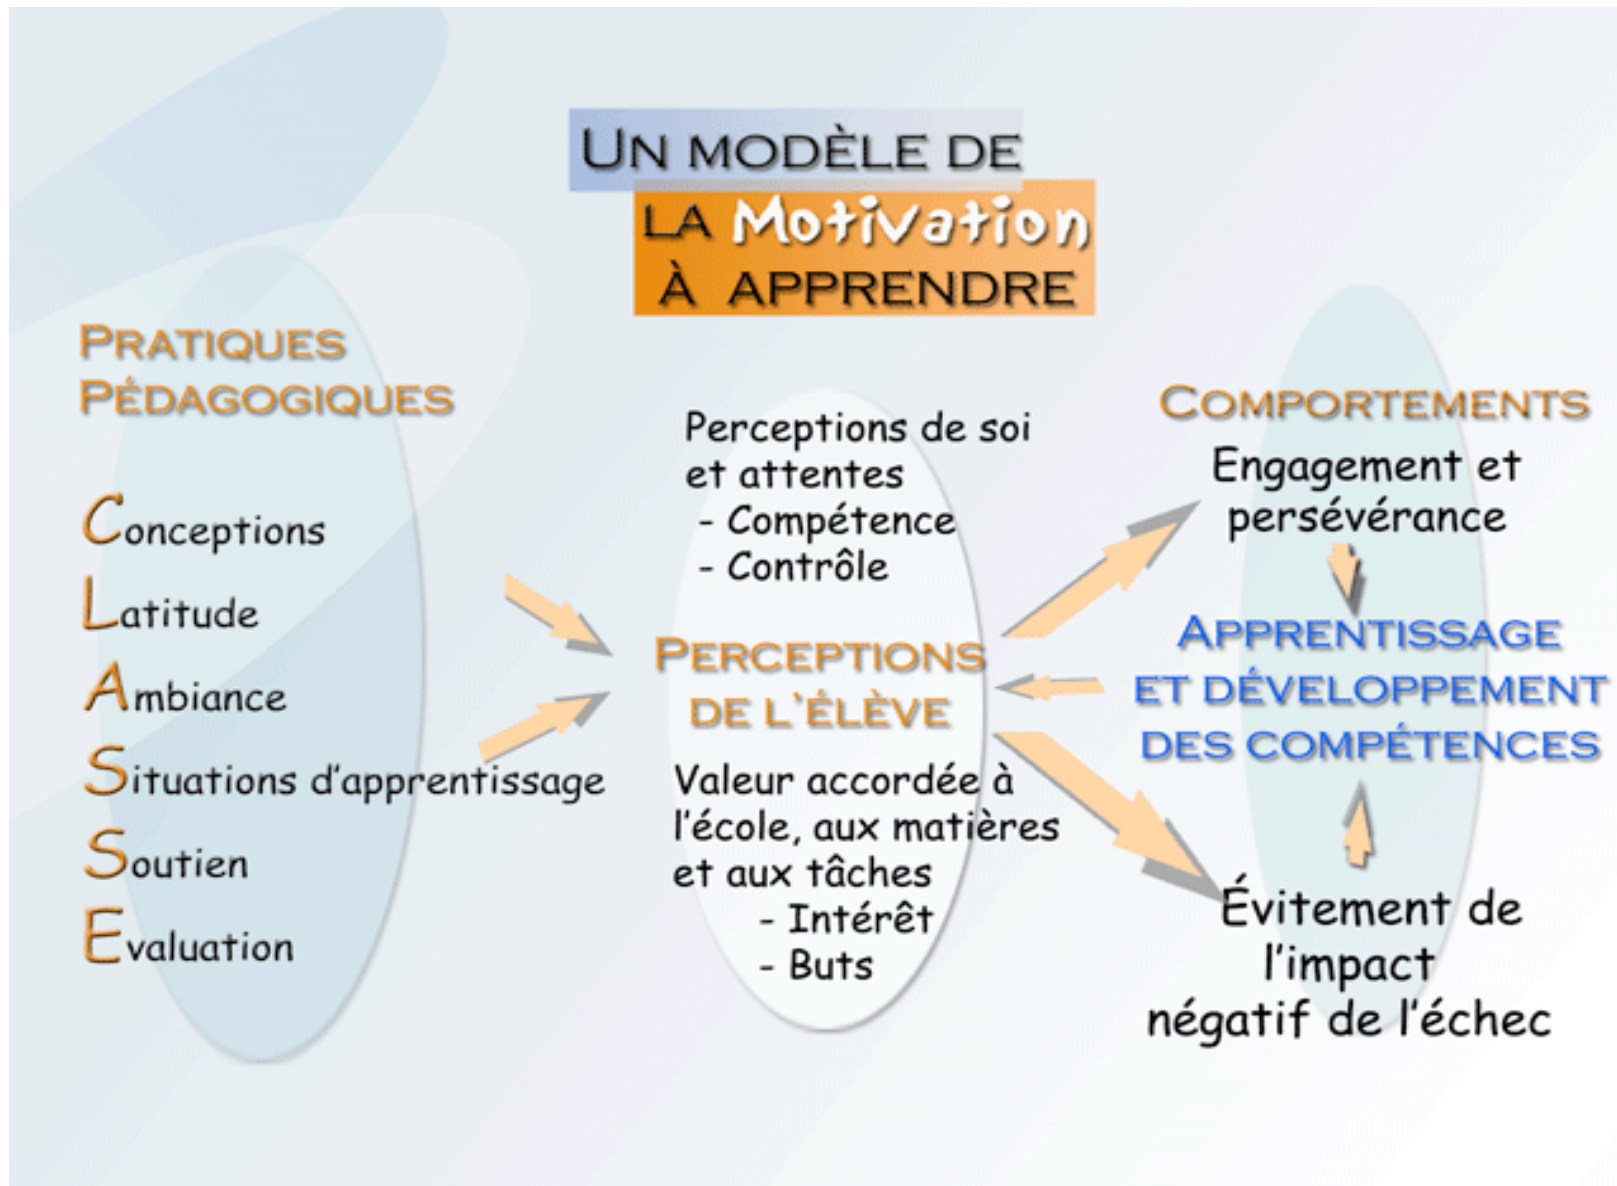 UN MODÈLE DE
LA Motivation
À APPRENDRE
PRATIQUES
PÉDAGOGIQUES
Conceptions
Latitude
Ambiance
Situations d'apprentissage
Soutien
Evaluation
Perceptions de soi
et attentes
- Compétence
- Contrôle
PERCEPTIONS
DE L'ÉLÈVE
Valeur accordée à
l'école, aux matières
et aux tâches
- Intérêt
- Buts
COMPORTEMENTS
Engagement et
persévérance
APPRENTISSAGE
ET DÉVELOPPEMENT
DES COMPÉTENCES
Évitement de
l'impact
négatif de l'échec